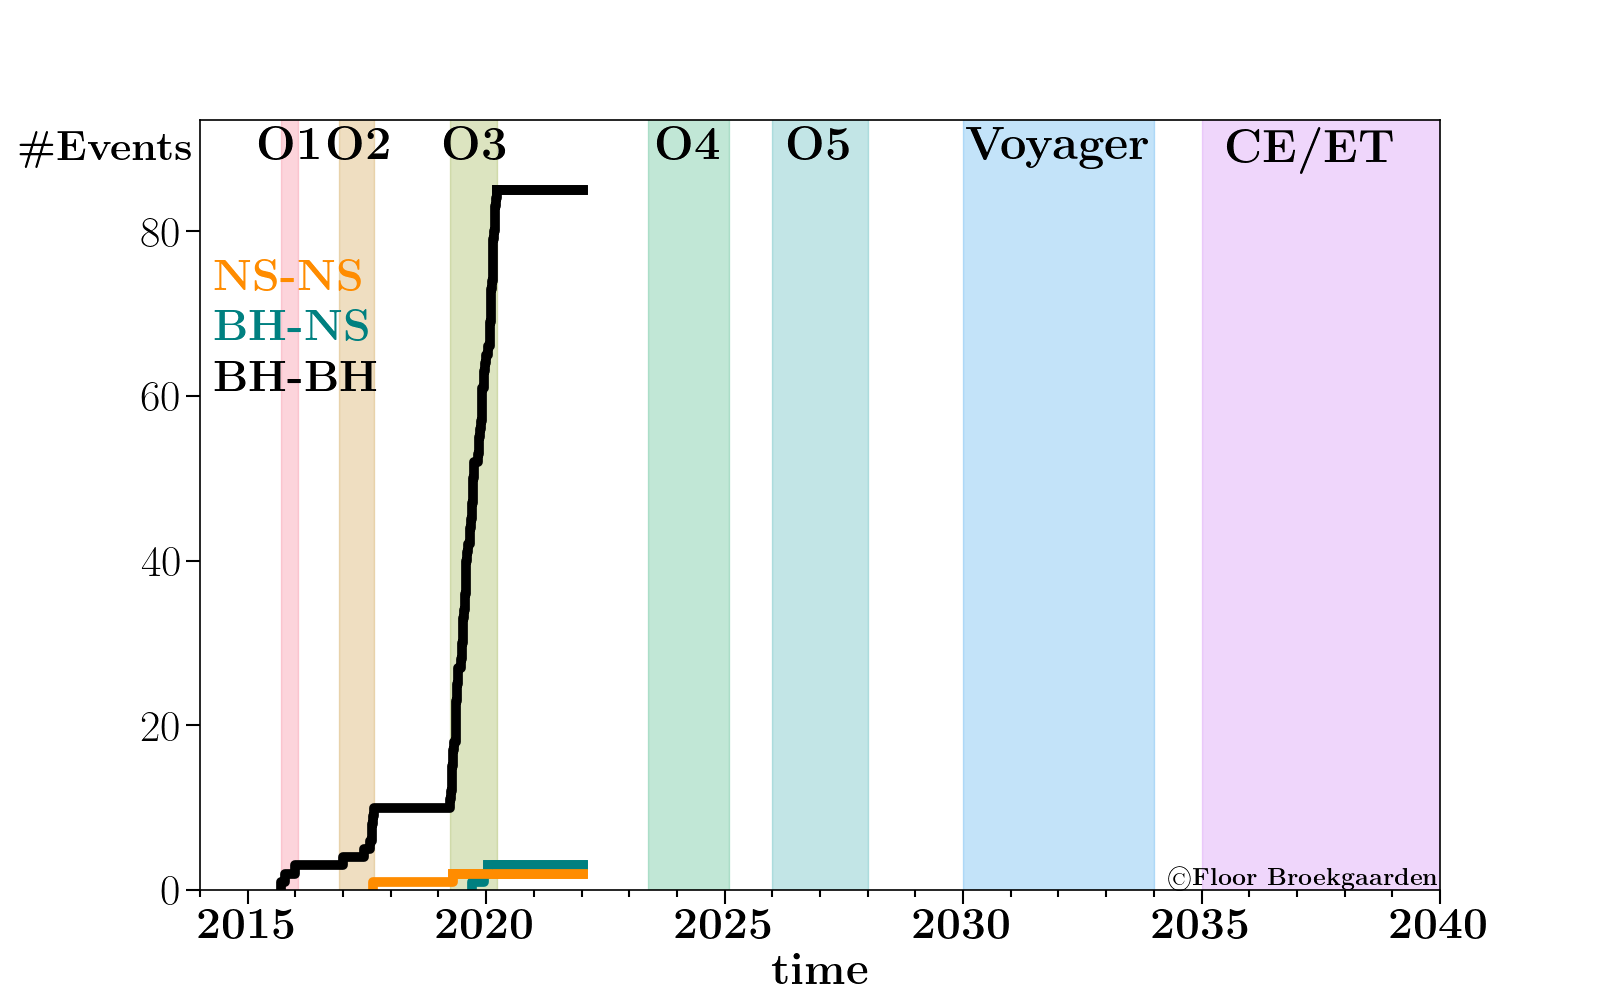 #Events
O1 O2 O3 O4 O5 Voyager CE/ET
80
NS-NS
BH-NS
BH-BH
60
40
20
0
©Floor Broekgaarden
2015 2020 2025 2030 2035 2040
time